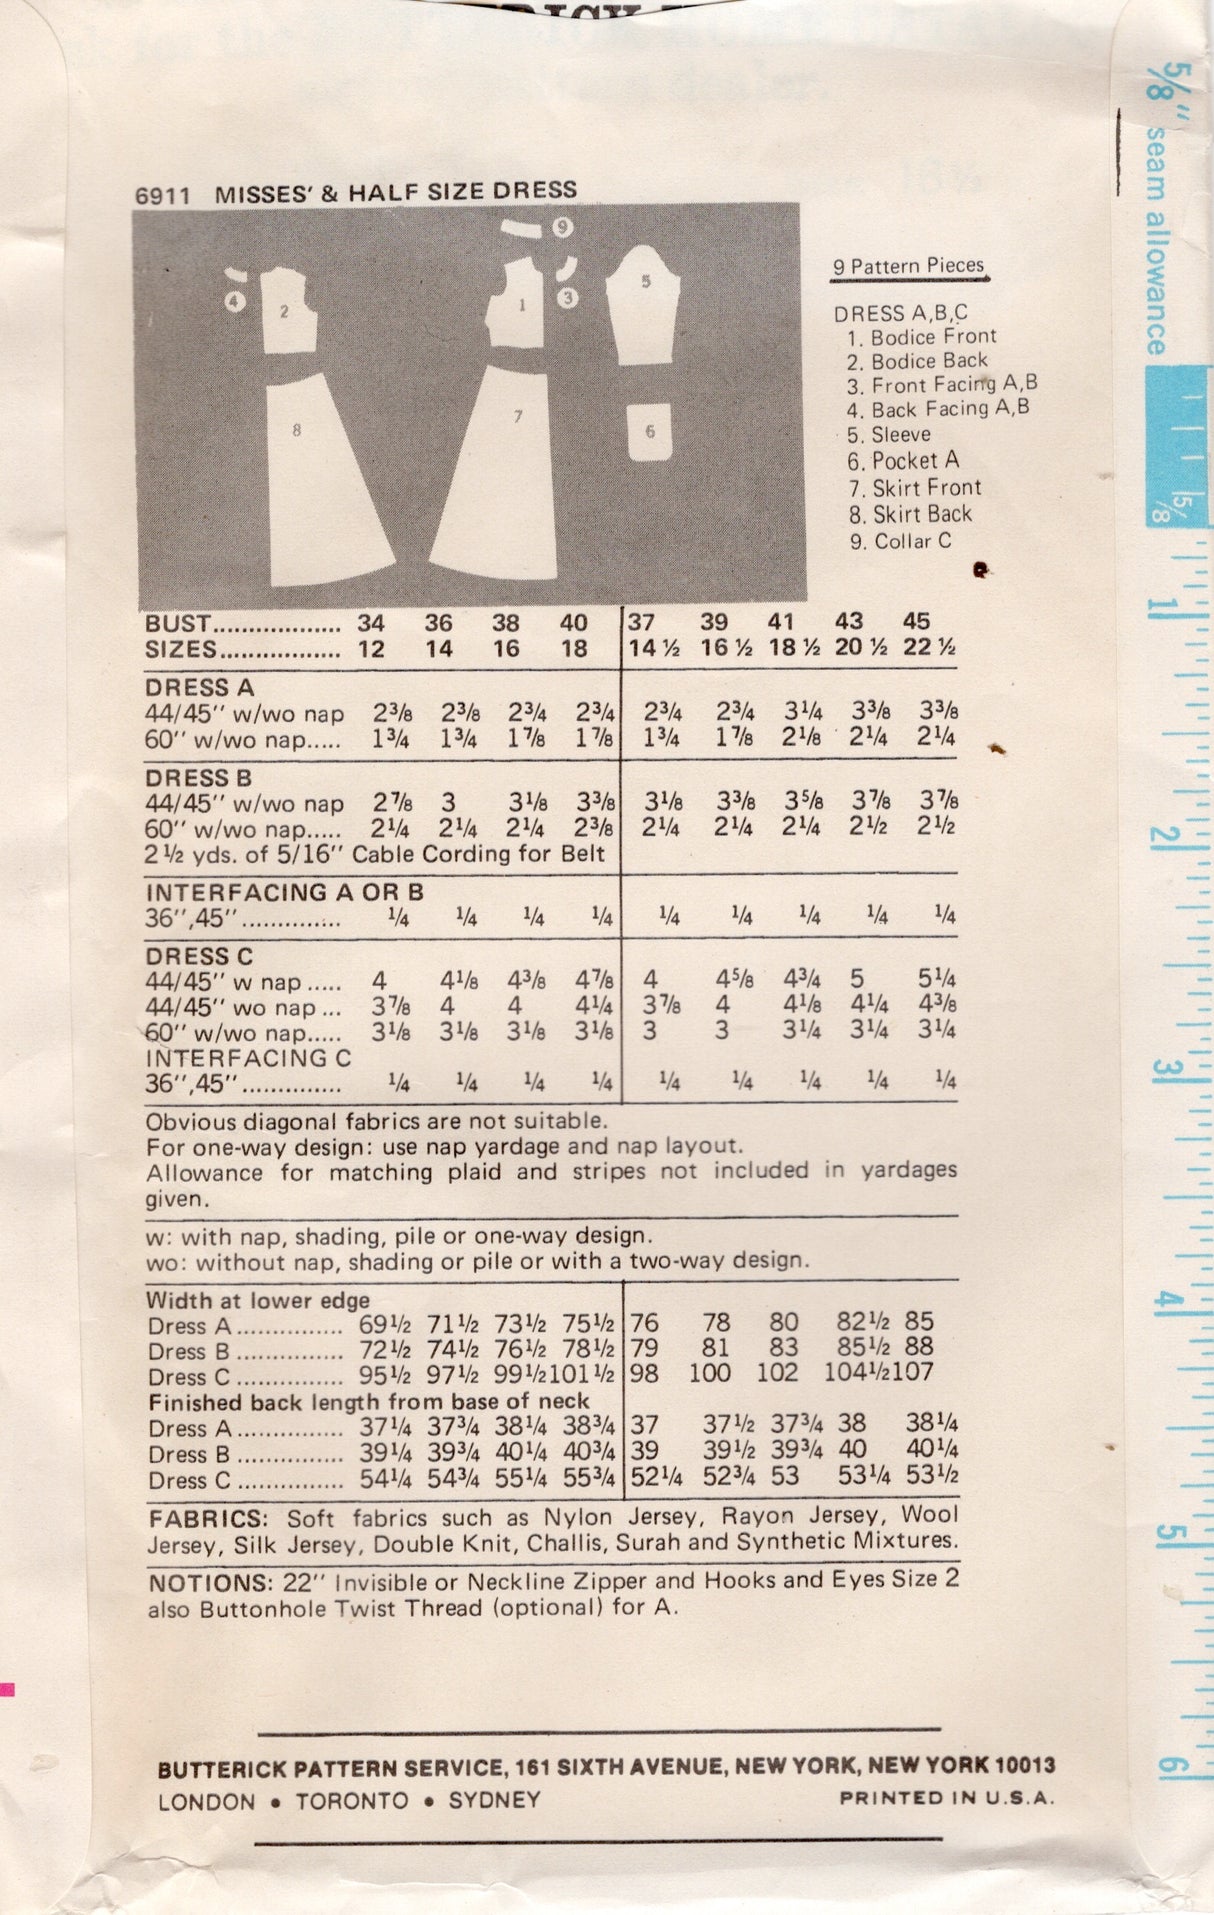 6911 MISSES' & HALF SIZE DRESS
9
4
2
1
3
5
8
7
6
9 Pattern Pieces
DRESS A,B,C
1. Bodice Front
2. Bodice Back
3. Front Facing A,B
4. Back Facing A,B
5. Sleeve
6. Pocket A
7. Skirt Front
8. Skirt Back
9. Collar C
BUST.................. 34 36 38 40 37 39 41 43 45
SIZES................. 12 14 16 18 14 ½ 16 ½ 18 ½ 20 ½ 22 ½
DRESS A
44/45" w/wo nap 2⅜ 2⅜ 2¾ 2¾ 2¾ 2¾ 3¼ 3⅜ 3⅜
60" w/wo nap..... 1¾ 1¾ 1⅞ 1⅞ 1¾ 1⅞ 2⅛ 2¼ 2¼
DRESS B
44/45" w/wo nap 2⅞ 3 3⅛ 3⅜ 3⅛ 3⅜ 3⅝ 3⅞ 3⅞
60" w/wo nap..... 2¼ 2¼ 2¼ 2⅜ 2¼ 2¼ 2¼ 2½ 2½
2½ yds. of 5/16" Cable Cording for Belt
INTERFACING A OR B
36",45".............. ¼ ¼ ¼ ¼ ¼ ¼ ¼ ¼ ¼
DRESS C
44/45" w nap ..... 4 4⅛ 4⅜ 4⅞ 4 4⅝ 4¾ 5 5¼
44/45" wo nap ... 3⅞ 4 4 4¼ 3⅞ 4 4⅛ 4¼ 4⅜
60" w/wo nap..... 3⅛ 3⅛ 3⅛ 3⅛ 3 3 3¼ 3¼ 3¼
INTERFACING C
36",45".............. ¼ ¼ ¼ ¼ ¼ ¼ ¼ ¼ ¼
Obvious diagonal fabrics are not suitable.
For one-way design: use nap yardage and nap layout.
Allowance for matching plaid and stripes not included in yardages
given.
w: with nap, shading, pile or one-way design.
wo: without nap, shading or pile or with a two-way design.
Width at lower edge
Dress A............... 69½ 71½ 73½ 75½ 76 78 80 82½ 85
Dress B ............... 72½ 74½ 76½ 78½ 79 81 83 85½ 88
Dress C ............... 95½ 97½ 99½ 101½ 98 100 102 104½ 107
Finished back length from base of neck
Dress A............... 37¼ 37¾ 38¼ 38¾ 37 37½ 37¾ 38 38¼
Dress B ............... 39¼ 39¾ 40¼ 40¾ 39 39½ 39¾ 40 40¼
Dress C ............... 54¼ 54¾ 55¼ 55¾ 52¼ 52¾ 53 53¼ 53½
FABRICS: Soft fabrics such as Nylon Jersey, Rayon Jersey, Wool
Jersey, Silk Jersey, Double Knit, Challis, Surah and Synthetic Mixtures.
NOTIONS: 22" Invisible or Neckline Zipper and Hooks and Eyes Size 2
also Buttonhole Twist Thread (optional) for A.
BUTTERICK PATTERN SERVICE, 161 SIXTH AVENUE, NEW YORK, NEW YORK 10013
LONDON • TORONTO • SYDNEY PRINTED IN U.S.A.
⅝" seam allowance
⅝
1
2
3
4
5
6